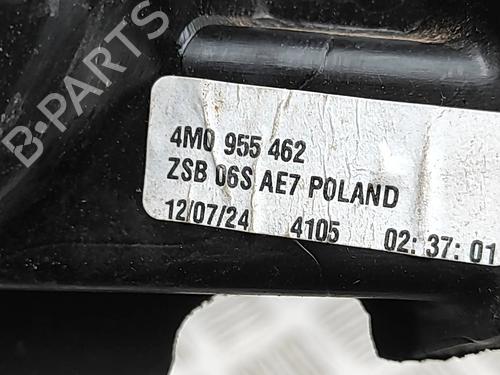 B-PARTS
4M0 955 462
ZSB 06S AE7 POLAND
12/07/24 4105 02: 37: 01